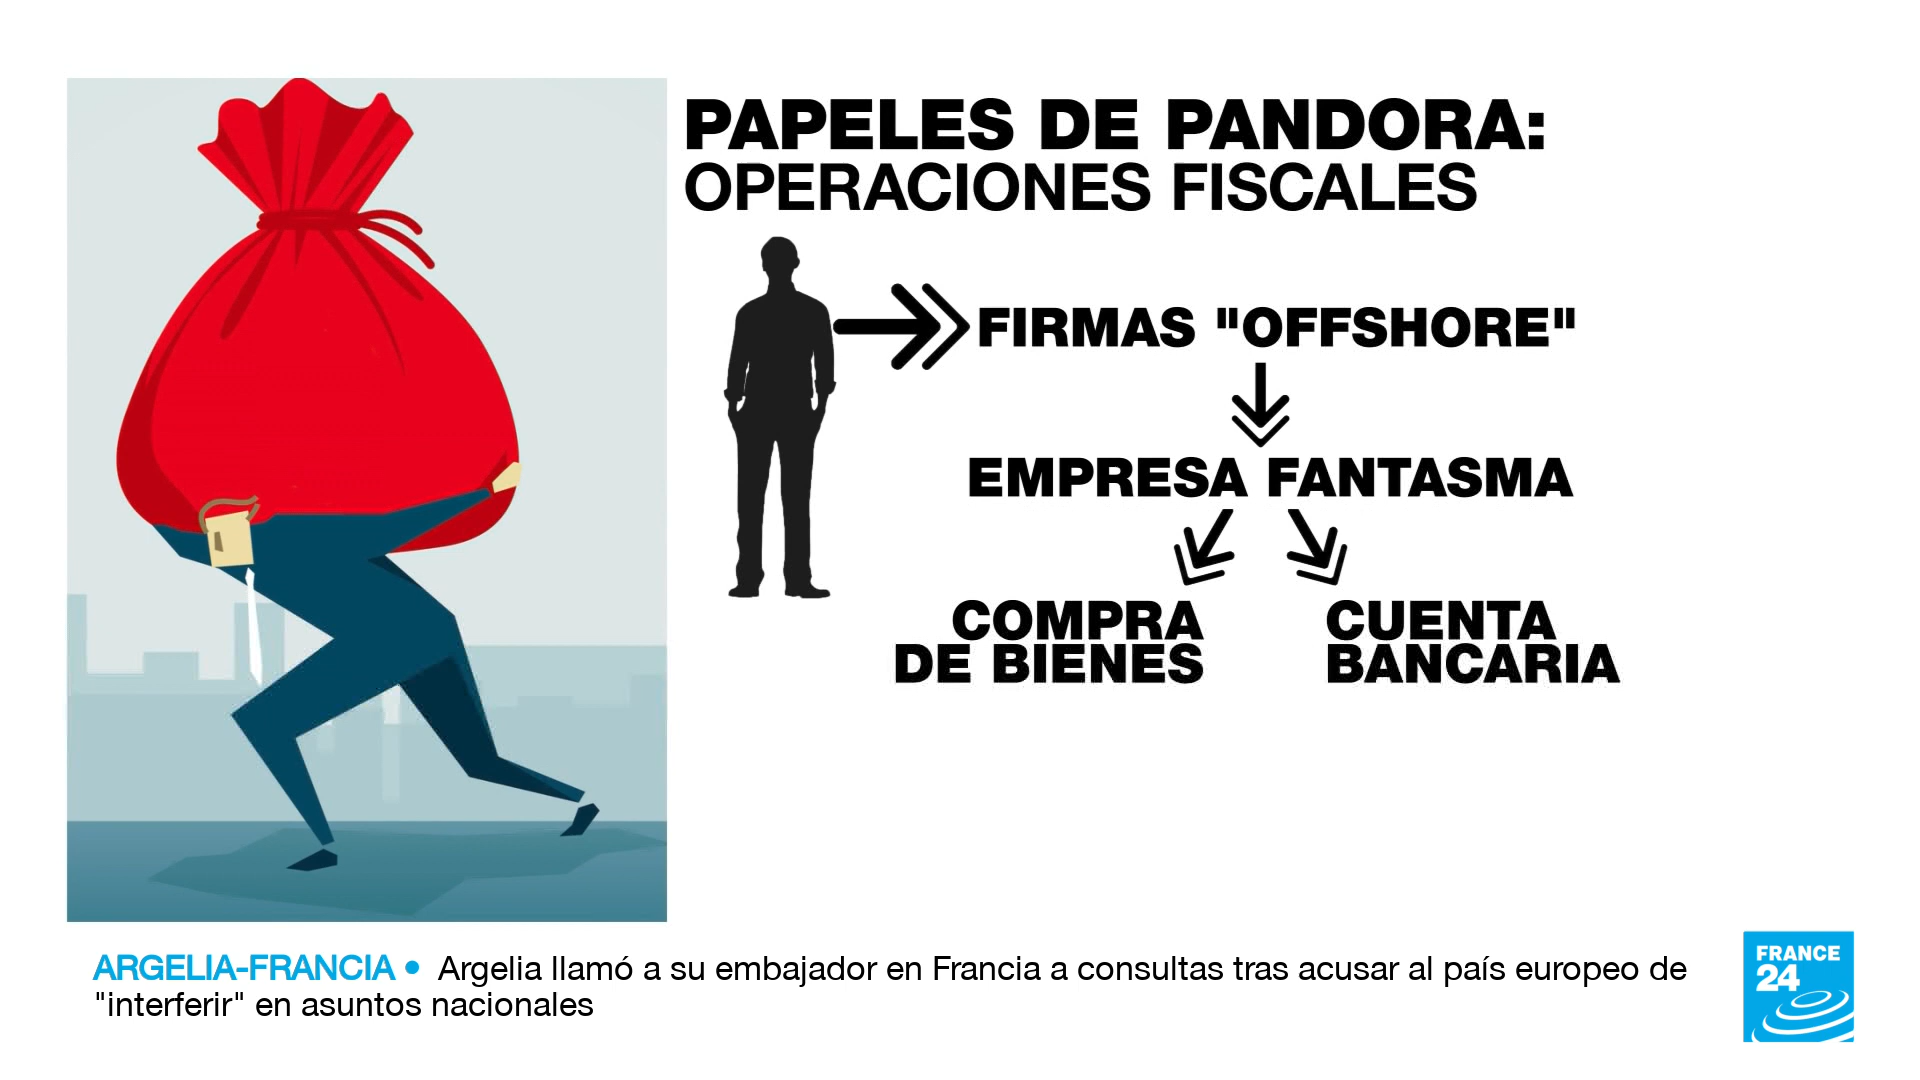 PAPELES DE PANDORA:
OPERACIONES FISCALES
FIRMAS "OFFSHORE"
EMPRESA FANTASMA
COMPRA
DE BIENES
CUENTA
BANCARIA
ARGELIA-FRANCIA • Argelia llamó a su embajador en Francia a consultas tras acusar al país europeo de
"interferir" en asuntos nacionales
FRANCE
24